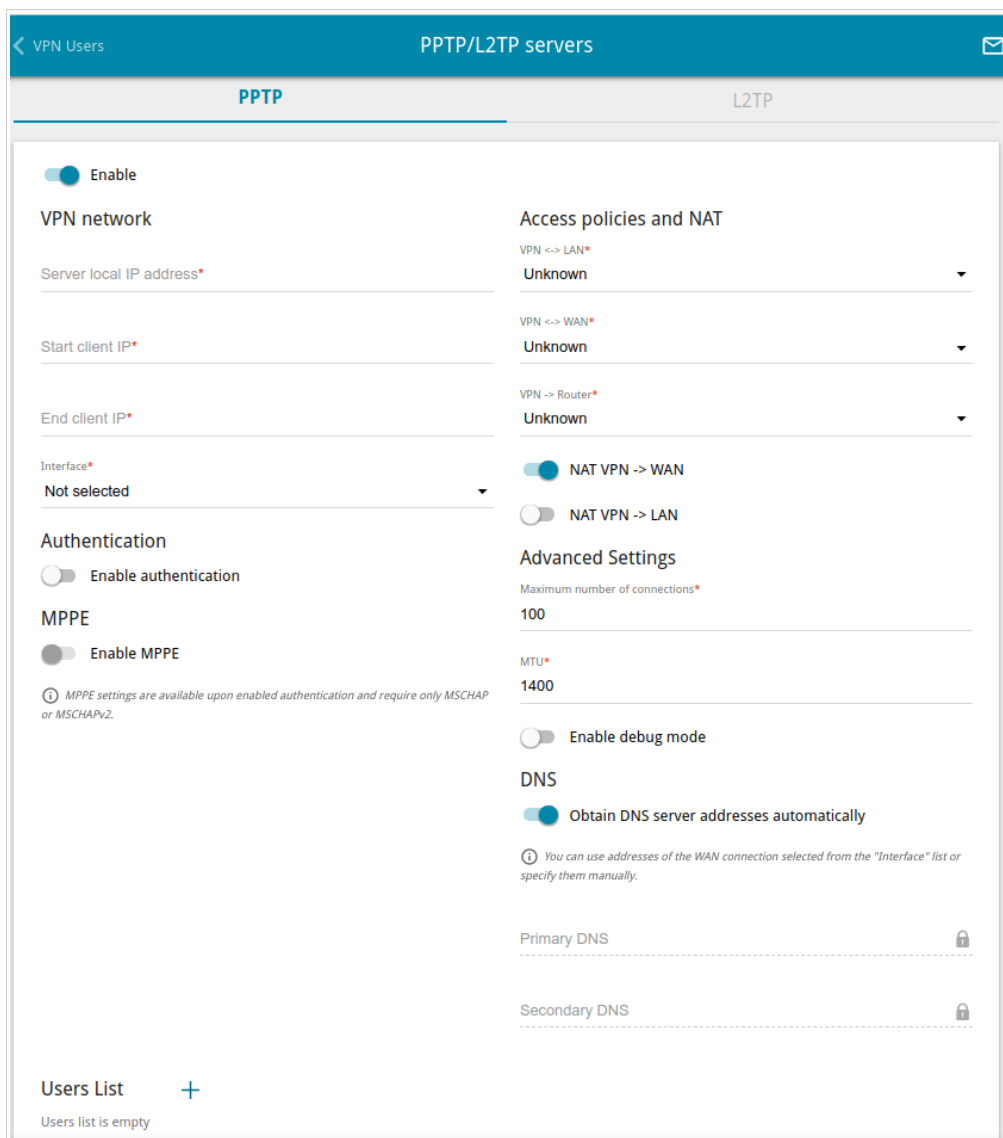 VPN Users
PPTP/L2TP servers
PPTP
L2TP
Enable
VPN network
Server local IP address*
Start client IP*
End client IP*
Interface*
Not selected
Authentication
Enable authentication
MPPE
Enable MPPE
MPPE settings are available upon enabled authentication and require only MSCHAP
or MSCHAPv2.
Access policies and NAT
VPN <-> LAN*
Unknown
VPN <-> WAN*
Unknown
VPN -> Router*
Unknown
NAT VPN -> WAN
NAT VPN -> LAN
Advanced Settings
Maximum number of connections*
100
MTU*
1400
Enable debug mode
DNS
Obtain DNS server addresses automatically
You can use addresses of the WAN connection selected from the "Interface" list or
specify them manually.
Primary DNS
Secondary DNS
Users List
Users list is empty